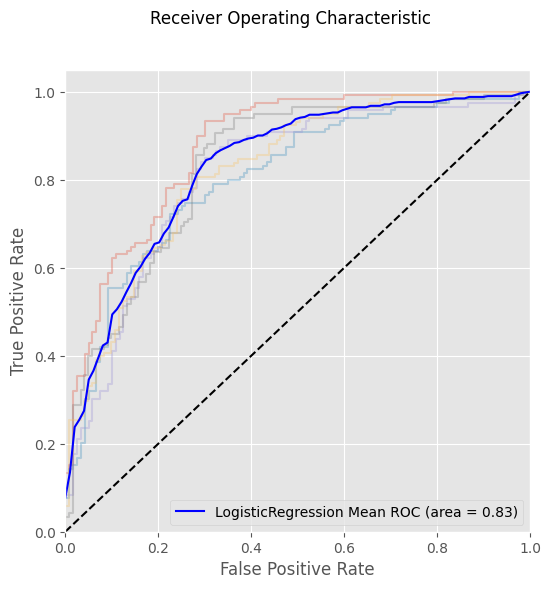 Receiver Operating Characteristic
True Positive Rate
1.0
0.8
0.6
0.4
0.2
0.0
LogisticRegression Mean ROC (area = 0.83)
0.0 0.2 0.4 0.6 0.8 1.0
False Positive Rate